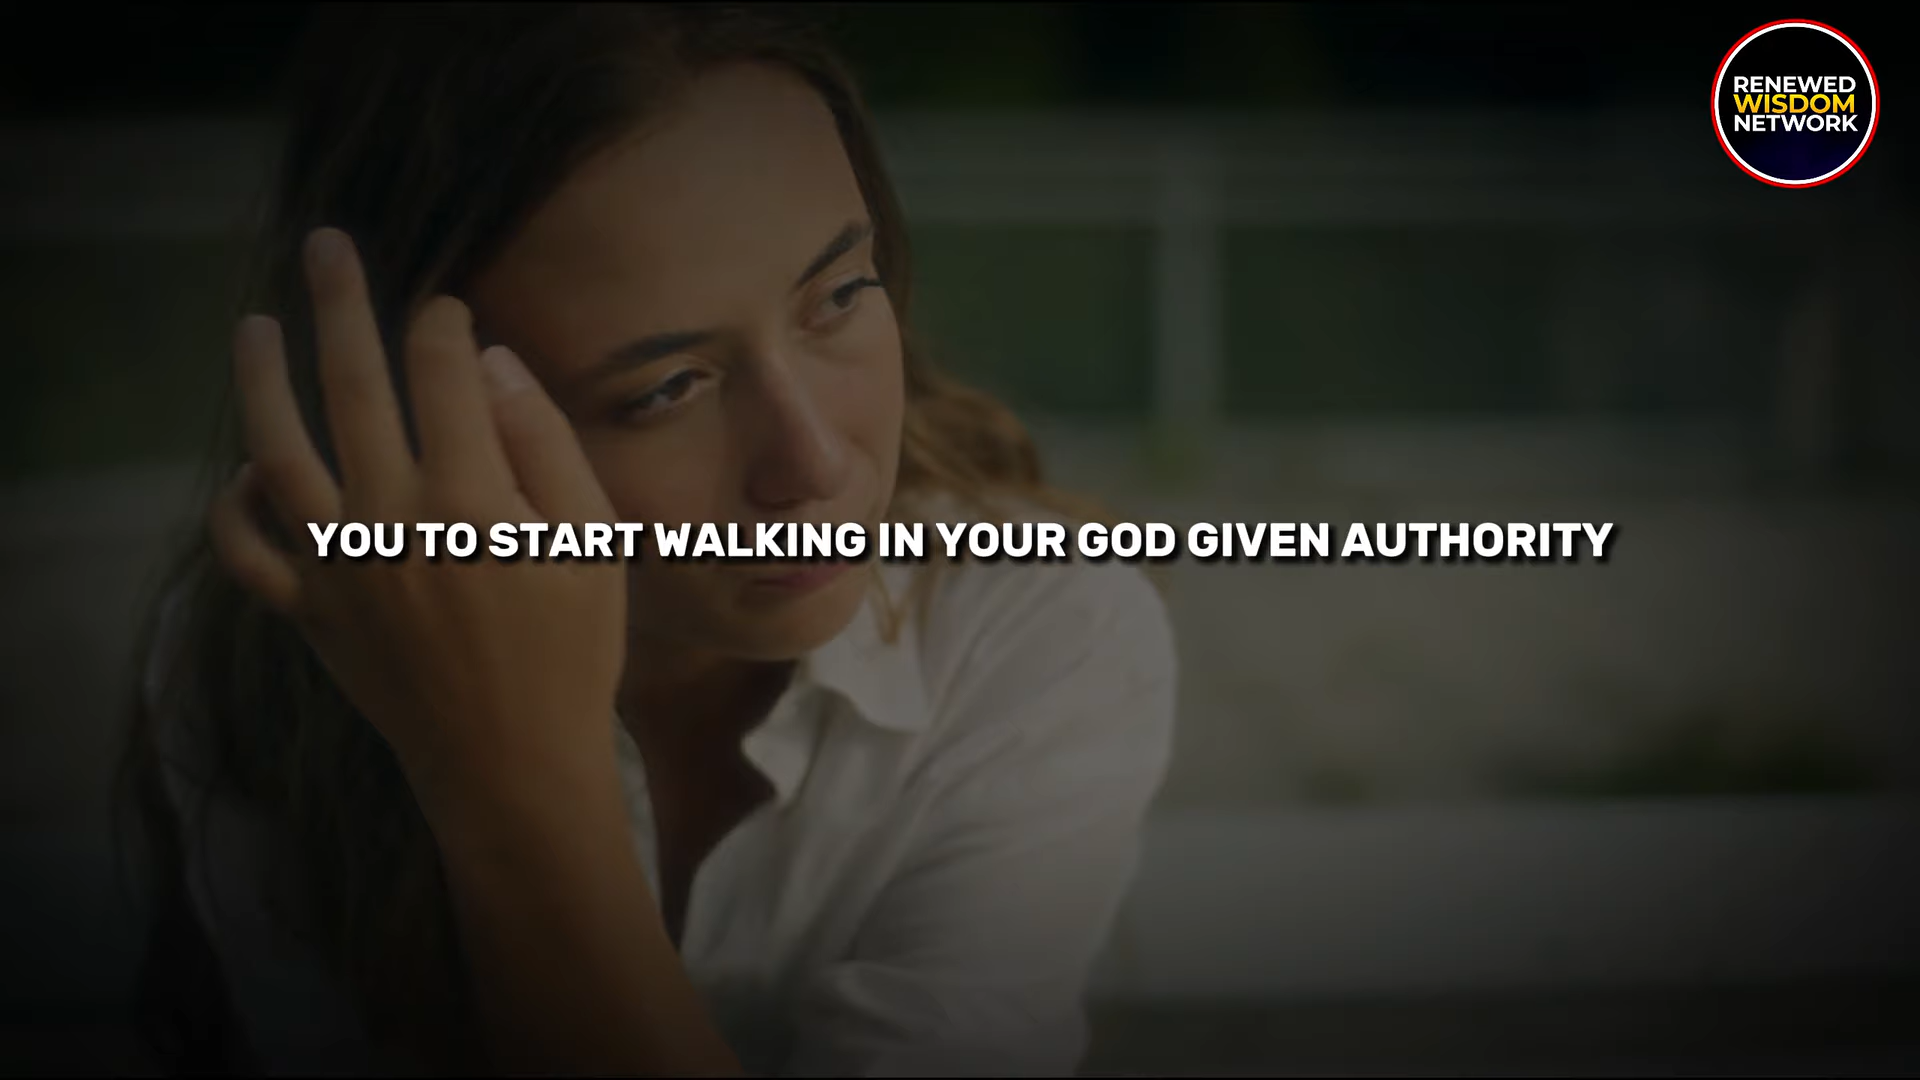 RENEWED
WISDOM
NETWORK
YOU TO START WALKING IN YOUR GOD GIVEN AUTHORITY